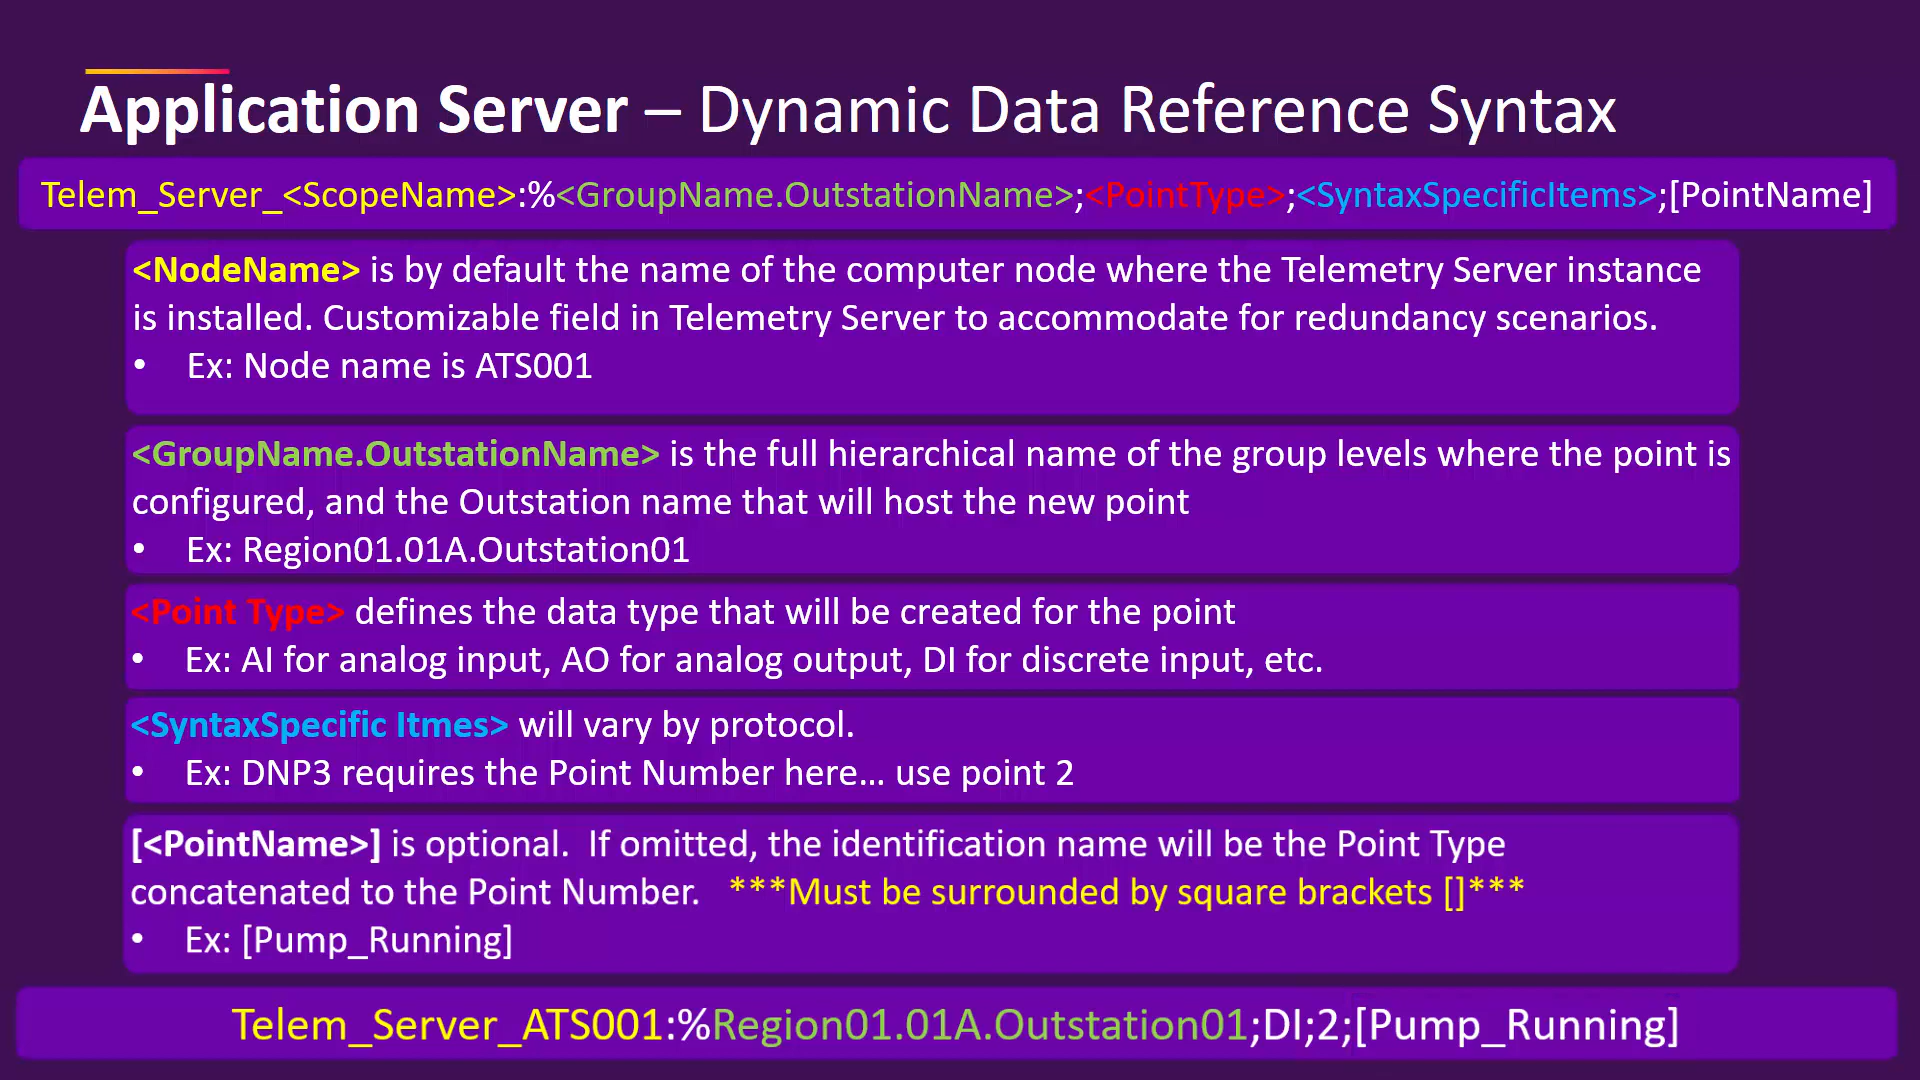 Application Server – Dynamic Data Reference Syntax
Telem_Server_<ScopeName>:%<GroupName.OutstationName>;<PointType>;<SyntaxSpecificItems>;[PointName]
<NodeName> is by default the name of the computer node where the Telemetry Server instance
is installed. Customizable field in Telemetry Server to accommodate for redundancy scenarios.
• Ex: Node name is ATS001
<GroupName.OutstationName> is the full hierarchical name of the group levels where the point is
configured, and the Outstation name that will host the new point
• Ex: Region01.01A.Outstation01
<Point Type> defines the data type that will be created for the point
• Ex: AI for analog input, AO for analog output, DI for discrete input, etc.
<SyntaxSpecific Itmes> will vary by protocol.
• Ex: DNP3 requires the Point Number here... use point 2
[<PointName>] is optional.  If omitted, the identification name will be the Point Type
concatenated to the Point Number.   ***Must be surrounded by square brackets []***
• Ex: [Pump_Running]
Telem_Server_ATS001:%Region01.01A.Outstation01;DI;2;[Pump_Running]